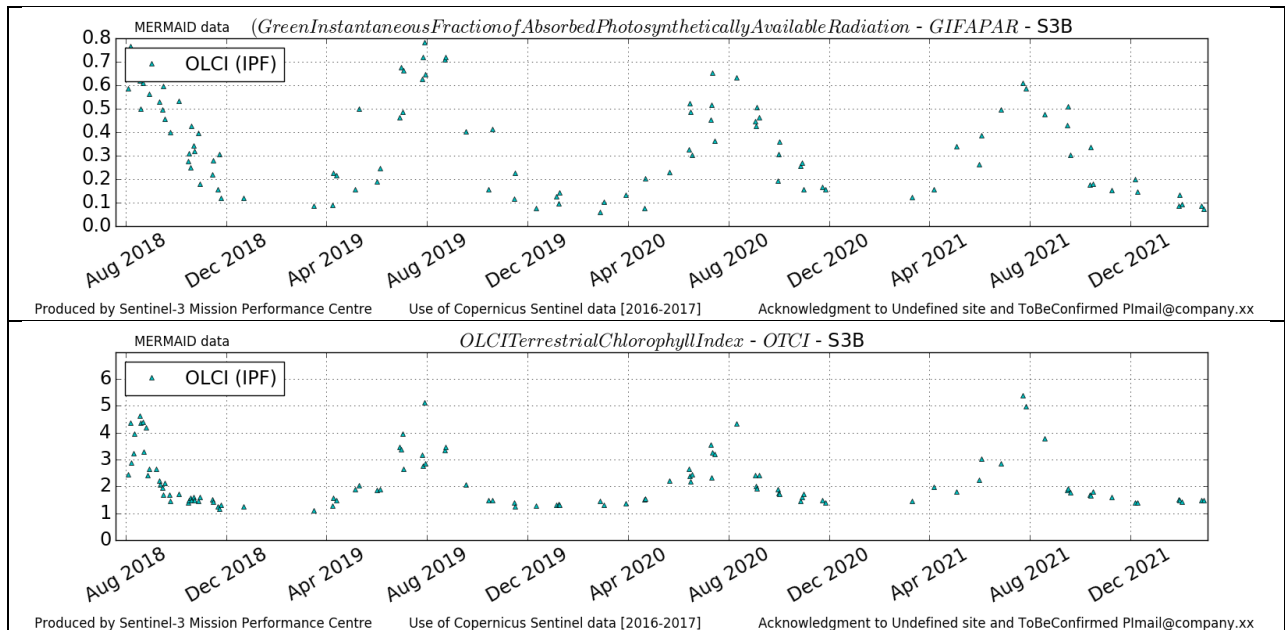 MERMAID data (GreenInstantaneousFractionofAbsorbedPhotosyntheticallyAvailableRadiation - GIFAPAR - S3B
0.8
0.7
0.6
0.5
0.4
0.3
0.2
0.1
0.0
OLCI (IPF)
Aug 2018 Dec 2018 Apr 2019 Aug 2019 Dec 2019 Apr 2020 Aug 2020 Dec 2020 Apr 2021 Aug 2021 Dec 2021
Produced by Sentinel-3 Mission Performance Centre Use of Copernicus Sentinel data [2016-2017] Acknowledgment to Undefined site and ToBeConfirmed PImail@company.xx
MERMAID data OLCITerrestrialChlorophyllIndex - OTCI - S3B
6
5
4
3
2
1
0
OLCI (IPF)
Aug 2018 Dec 2018 Apr 2019 Aug 2019 Dec 2019 Apr 2020 Aug 2020 Dec 2020 Apr 2021 Aug 2021 Dec 2021
Produced by Sentinel-3 Mission Performance Centre Use of Copernicus Sentinel data [2016-2017] Acknowledgment to Undefined site and ToBeConfirmed PImail@company.xx